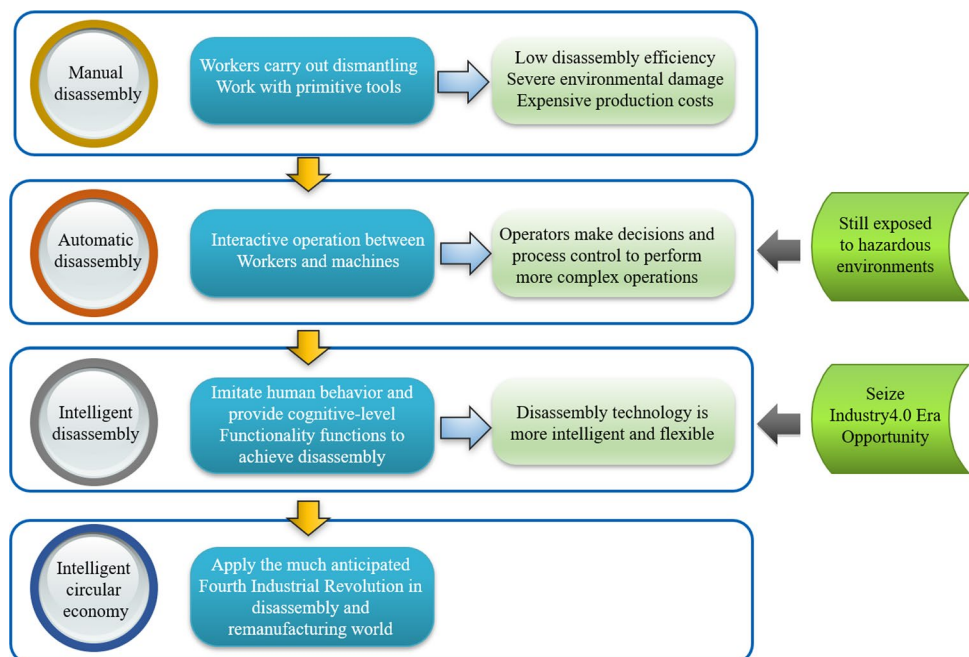 Manual
disassembly
Workers carry out dismantling
Work with primitive tools
Low disassembly efficiency
Severe environmental damage
Expensive production costs
Automatic
disassembly
Interactive operation between
Workers and machines
Operators make decisions and
process control to perform
more complex operations
Still exposed
to hazardous
environments
Intelligent
disassembly
Imitate human behavior and
provide cognitive-level
Functionality functions to
achieve disassembly
Disassembly technology is
more intelligent and flexible
Seize
Industry4.0 Era
Opportunity
Intelligent
circular
economy
Apply the much anticipated
Fourth Industrial Revolution in
disassembly and
remanufacturing world